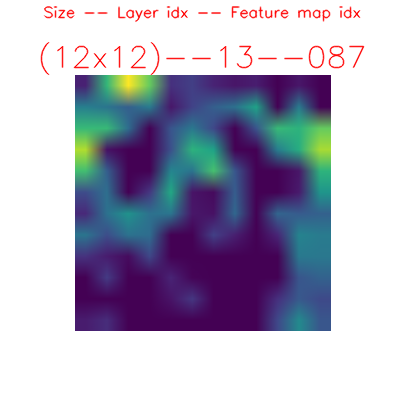 Size -- Layer idx -- Feature map idx
(12x12)--13--087